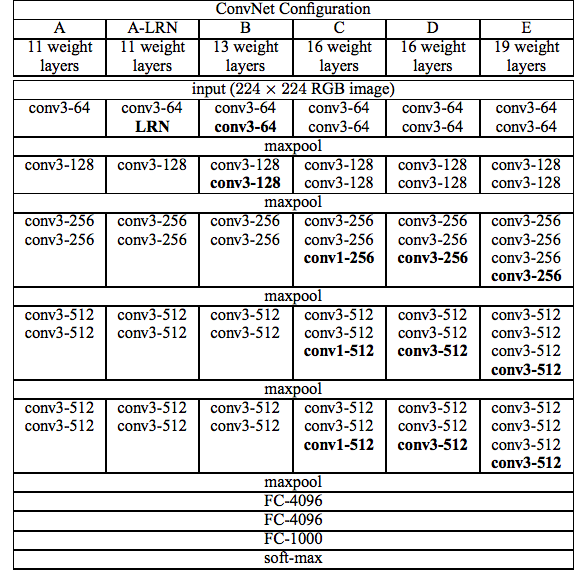 ConvNet Configuration
A A-LRN B C D E
11 weight 11 weight 13 weight 16 weight 16 weight 19 weight
layers layers layers layers layers layers
input (224 × 224 RGB image)
conv3-64 conv3-64 conv3-64 conv3-64 conv3-64 conv3-64
LRN conv3-64 conv3-64 conv3-64 conv3-64
maxpool
conv3-128 conv3-128 conv3-128 conv3-128 conv3-128 conv3-128
conv3-128 conv3-128 conv3-128 conv3-128
maxpool
conv3-256 conv3-256 conv3-256 conv3-256 conv3-256 conv3-256
conv3-256 conv3-256 conv3-256 conv3-256 conv3-256 conv3-256
conv1-256 conv3-256 conv3-256
conv3-256
maxpool
conv3-512 conv3-512 conv3-512 conv3-512 conv3-512 conv3-512
conv3-512 conv3-512 conv3-512 conv3-512 conv3-512 conv3-512
conv1-512 conv3-512 conv3-512
conv3-512
maxpool
conv3-512 conv3-512 conv3-512 conv3-512 conv3-512 conv3-512
conv3-512 conv3-512 conv3-512 conv3-512 conv3-512 conv3-512
conv1-512 conv3-512 conv3-512
conv3-512
maxpool
FC-4096
FC-4096
FC-1000
soft-max